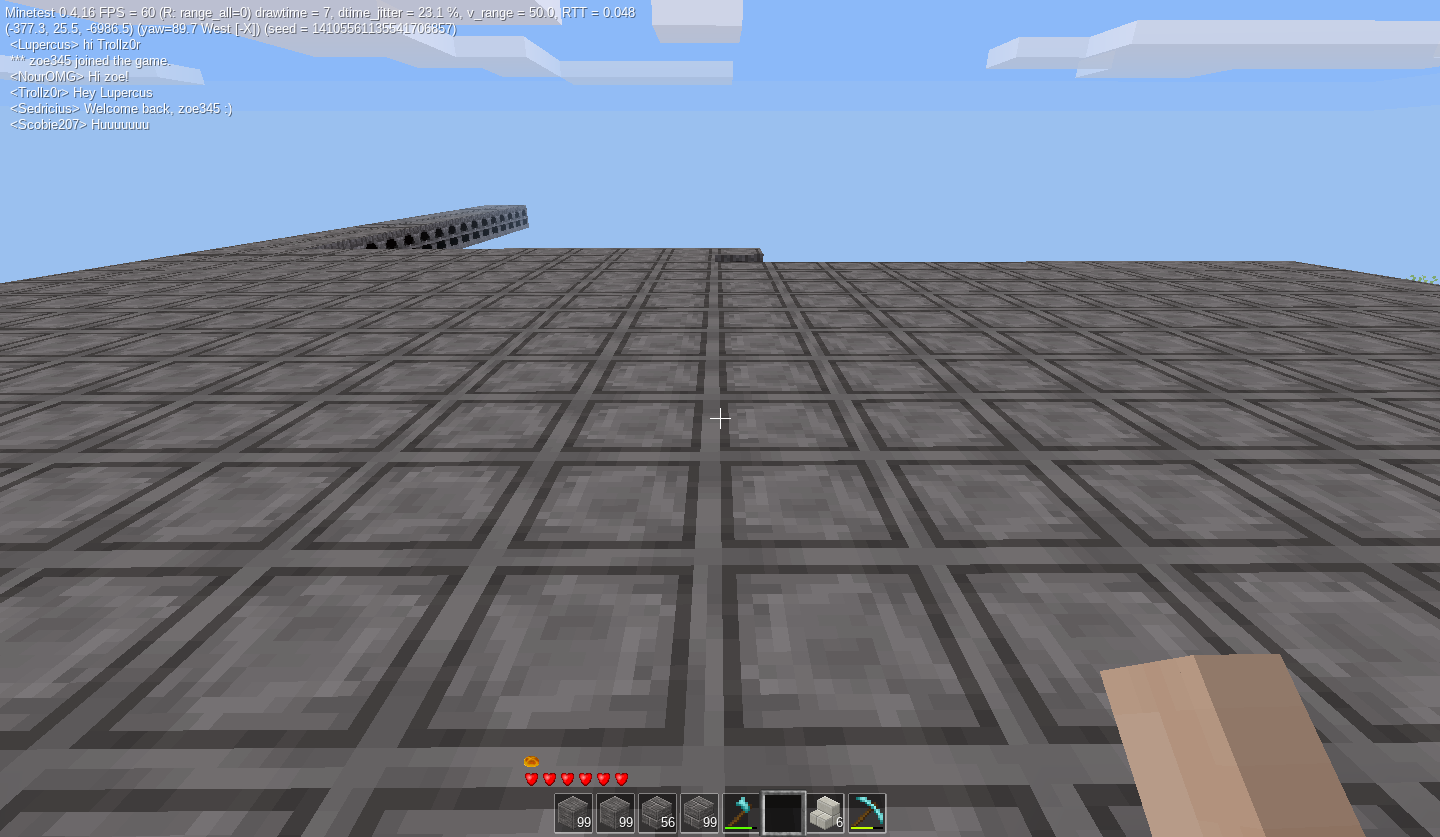 Minetest 0.4.16 FPS = 60 (R: range_all=0) drawtime = 7, dtime_jitter = 23.1 %, v_range = 50.0, RTT = 0.048
(-377.3, 25.5, -6986.5) (yaw=89.7 West [-X]) (seed = 14105561135541706857)
<Lupercus> hi Trollz0r
*** zoe345 joined the game.
<NourOMG> Hi zoe!
<Trollz0r> Hey Lupercus
<Sedricius> Welcome back, zoe345 :)
<Scobie207> Huuuuuuu
99 99 56 99 6